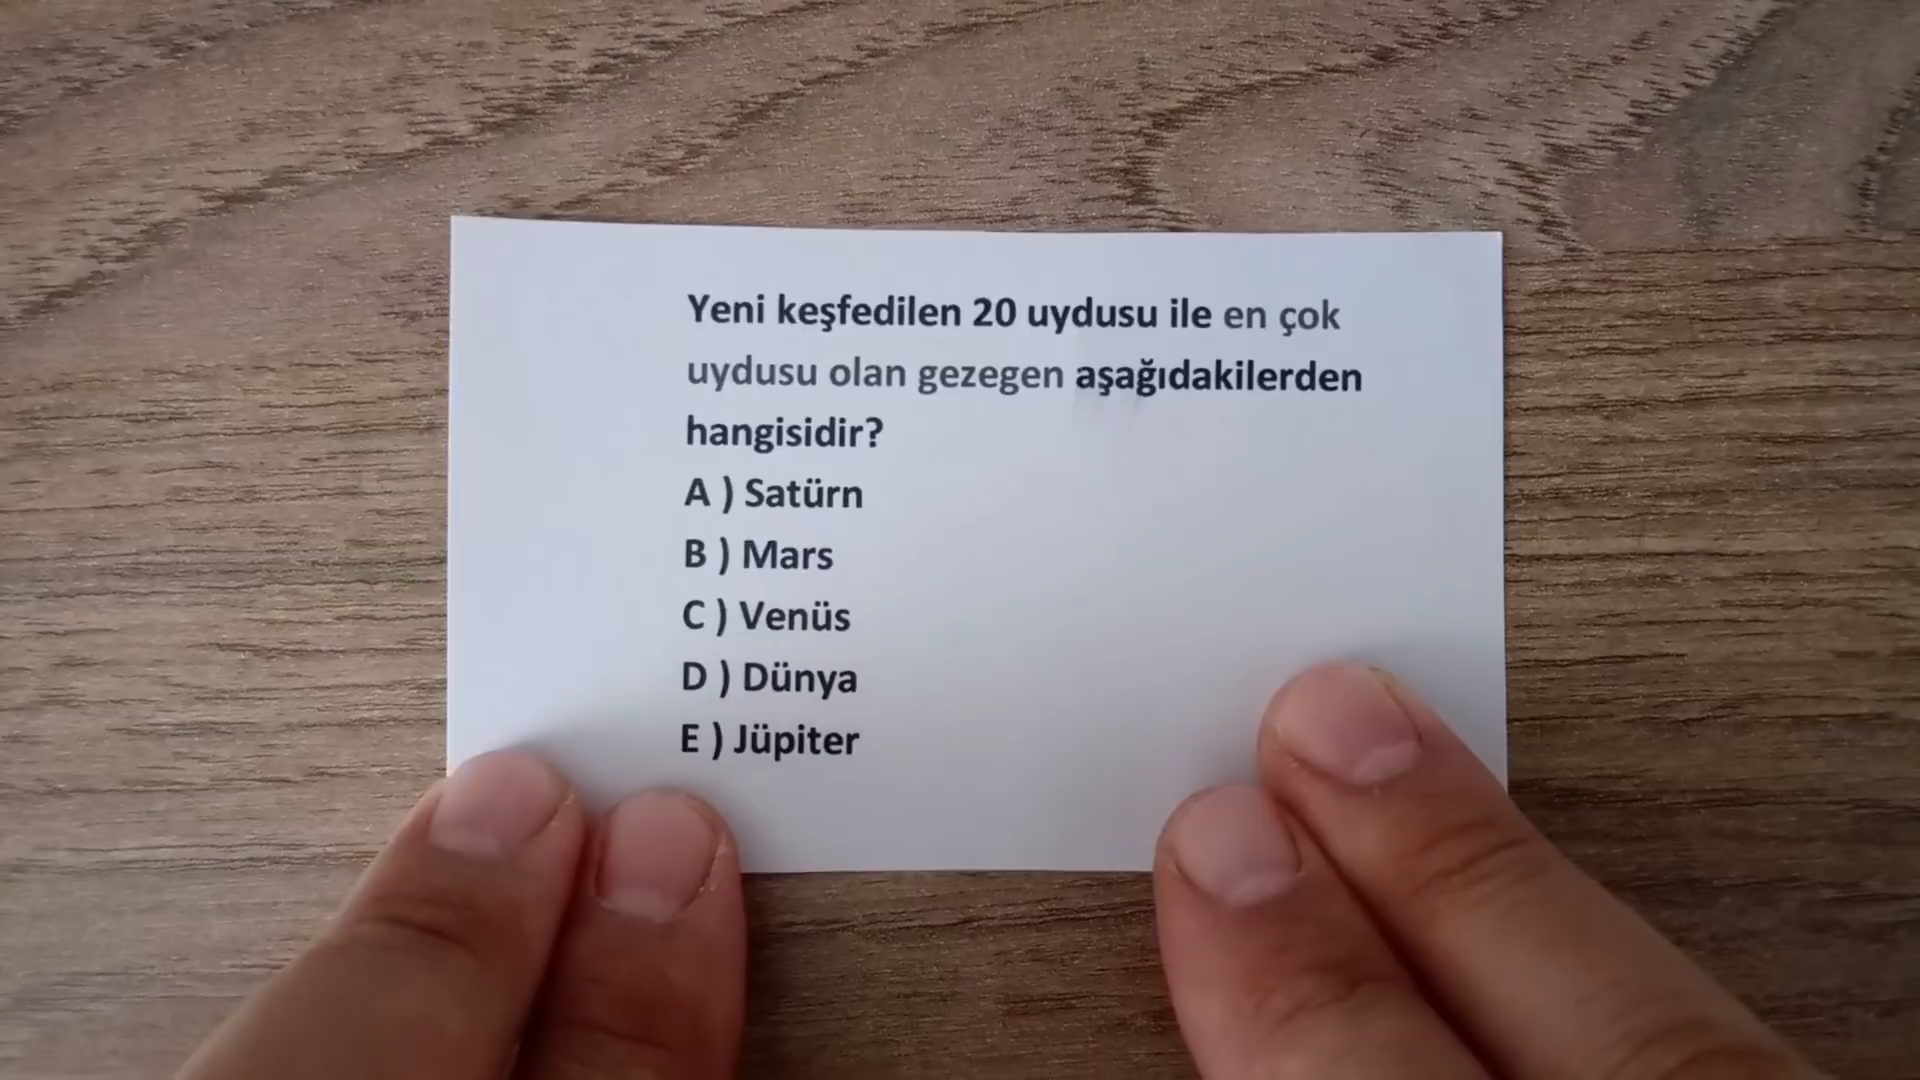 Yeni keşfedilen 20 uydusu ile en çok
uydusu olan gezegen aşağıdakilerden
hangisidir?
A ) Satürn
B ) Mars
C ) Venüs
D ) Dünya
E ) Jüpiter